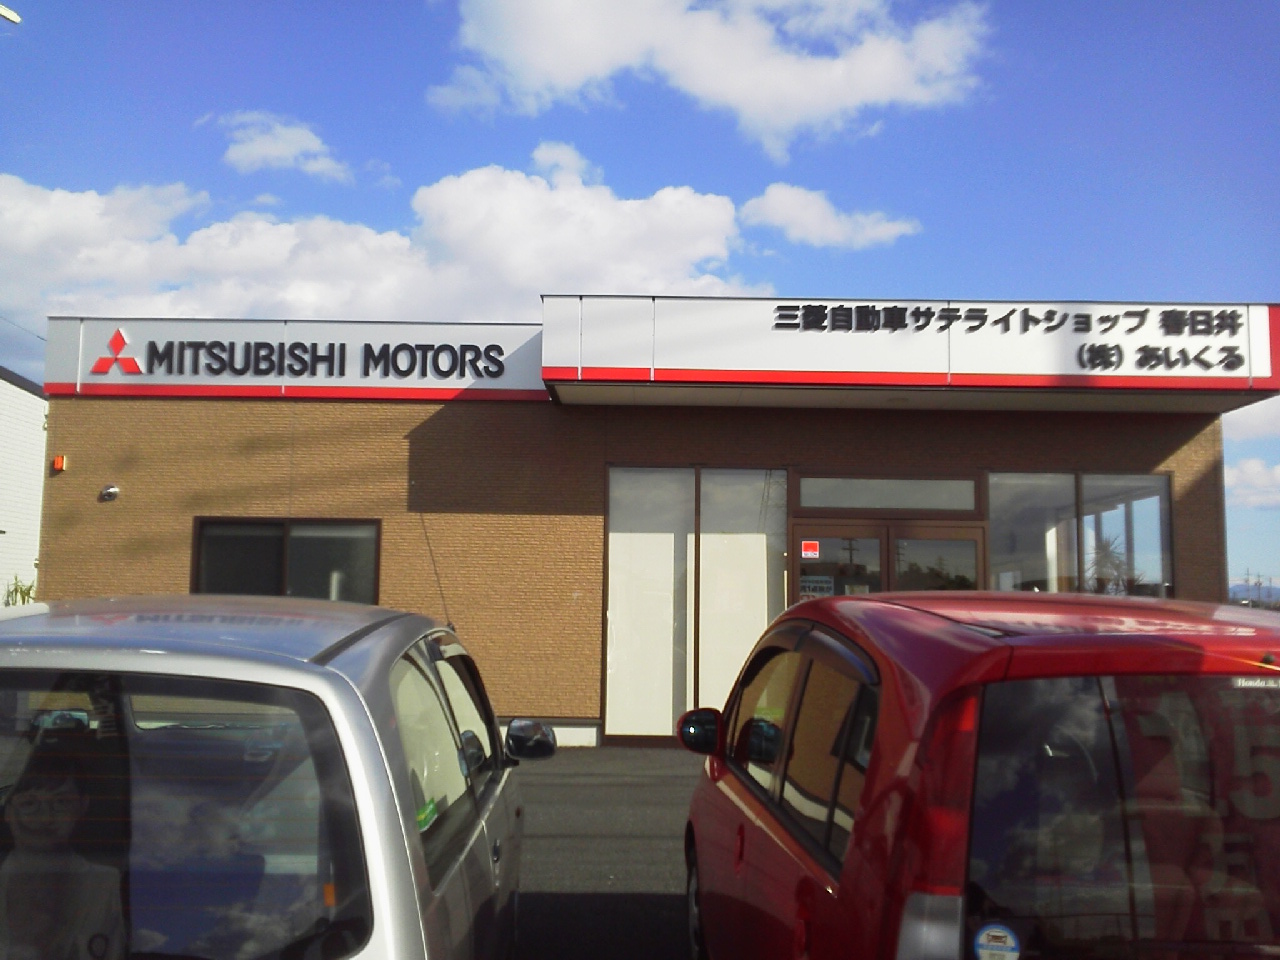 MITSUBISHI MOTORS
三菱自動車サテライトショップ 春日井
(株) あいくる
Honda